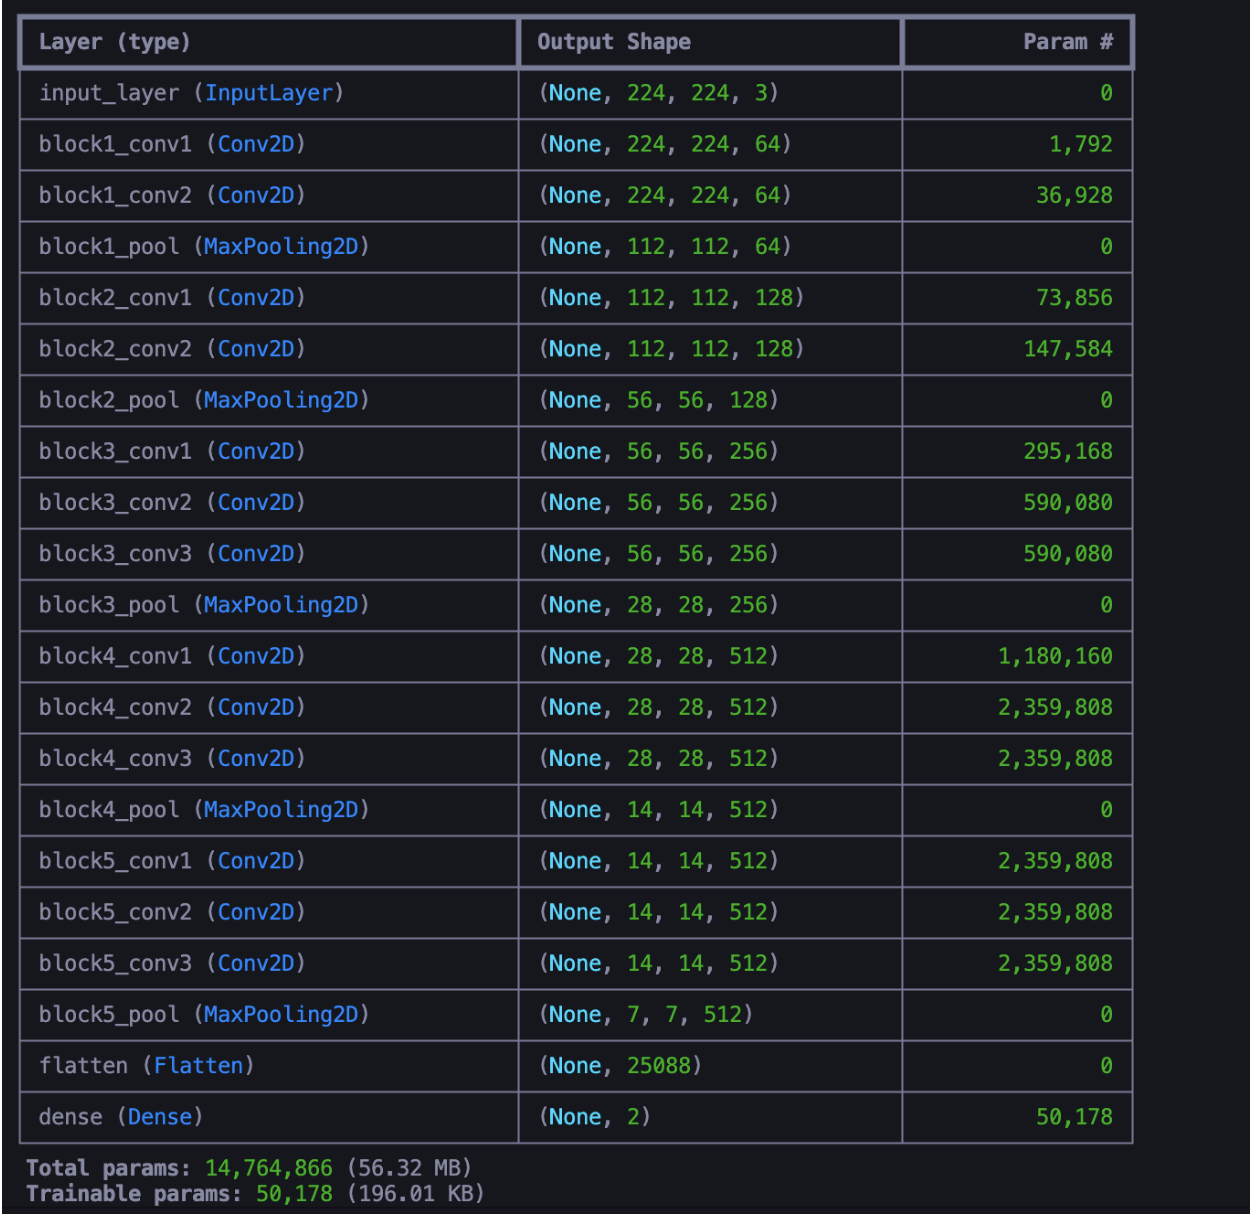 Layer (type) Output Shape Param #
input_layer (InputLayer) (None, 224, 224, 3) 0
block1_conv1 (Conv2D) (None, 224, 224, 64) 1,792
block1_conv2 (Conv2D) (None, 224, 224, 64) 36,928
block1_pool (MaxPooling2D) (None, 112, 112, 64) 0
block2_conv1 (Conv2D) (None, 112, 112, 128) 73,856
block2_conv2 (Conv2D) (None, 112, 112, 128) 147,584
block2_pool (MaxPooling2D) (None, 56, 56, 128) 0
block3_conv1 (Conv2D) (None, 56, 56, 256) 295,168
block3_conv2 (Conv2D) (None, 56, 56, 256) 590,080
block3_conv3 (Conv2D) (None, 56, 56, 256) 590,080
block3_pool (MaxPooling2D) (None, 28, 28, 256) 0
block4_conv1 (Conv2D) (None, 28, 28, 512) 1,180,160
block4_conv2 (Conv2D) (None, 28, 28, 512) 2,359,808
block4_conv3 (Conv2D) (None, 28, 28, 512) 2,359,808
block4_pool (MaxPooling2D) (None, 14, 14, 512) 0
block5_conv1 (Conv2D) (None, 14, 14, 512) 2,359,808
block5_conv2 (Conv2D) (None, 14, 14, 512) 2,359,808
block5_conv3 (Conv2D) (None, 14, 14, 512) 2,359,808
block5_pool (MaxPooling2D) (None, 7, 7, 512) 0
flatten (Flatten) (None, 25088) 0
dense (Dense) (None, 2) 50,178
Total params: 14,764,866 (56.32 MB)
Trainable params: 50,178 (196.01 KB)